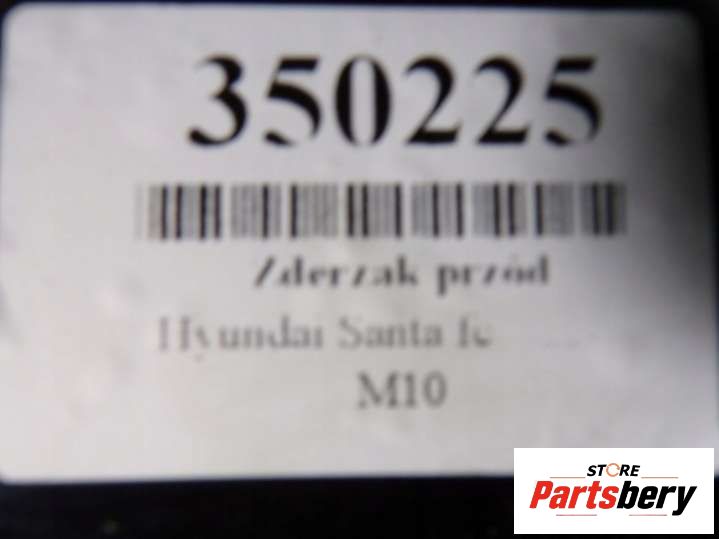 350225
Zderzak przód
Hyundai Santa fe
M10
STORE
Partsbery